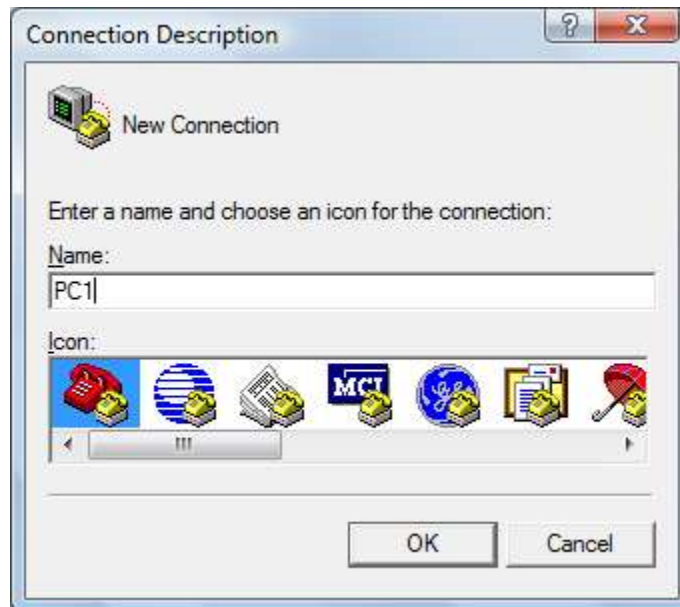 Connection Description
New Connection
Enter a name and choose an icon for the connection:
Name:
PC1
Icon:
MCI
OK
Cancel